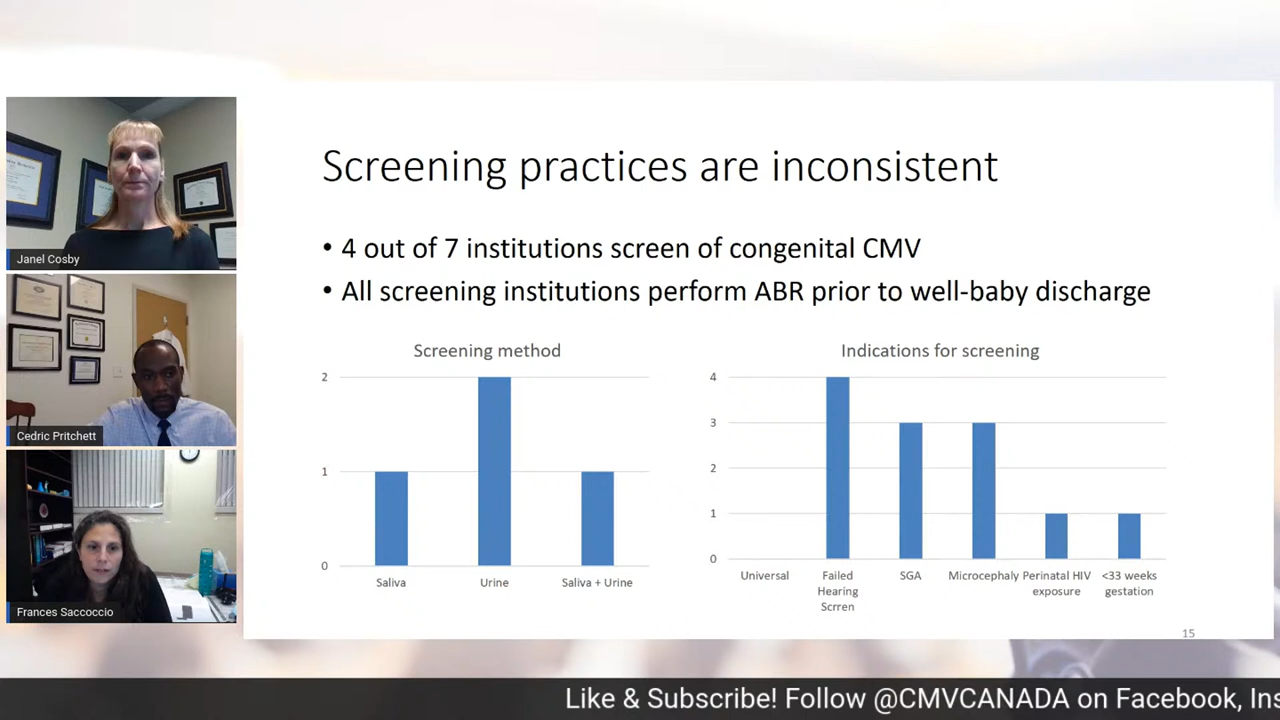 Screening practices are inconsistent
• 4 out of 7 institutions screen of congenital CMV
• All screening institutions perform ABR prior to well-baby discharge
Screening method
2
1
0
Saliva
Urine
Saliva + Urine
Indications for screening
4
3
2
1
0
Universal
Failed
Hearing
Scrren
SGA
Microcephaly
Perinatal HIV
exposure
<33 weeks
gestation
15
Janel Cosby
Cedric Pritchett
Frances Saccoccio
Like & Subscribe! Follow @CMVCANADA on Facebook, Ins